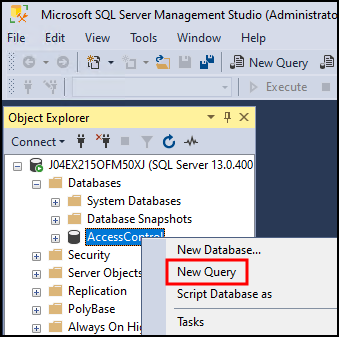 Microsoft SQL Server Management Studio (Administrato
File Edit View Tools Window Community
New Query
Execute
Object Explorer
Connect
J04EX215OFM50XJ (SQL Server 13.0.400
Databases
System Databases
Database Snapshots
AccessControl
New Database...
Security
New Query
Server Objects
Script Database as
Replication
PolyBase
Tasks
Always On Hig